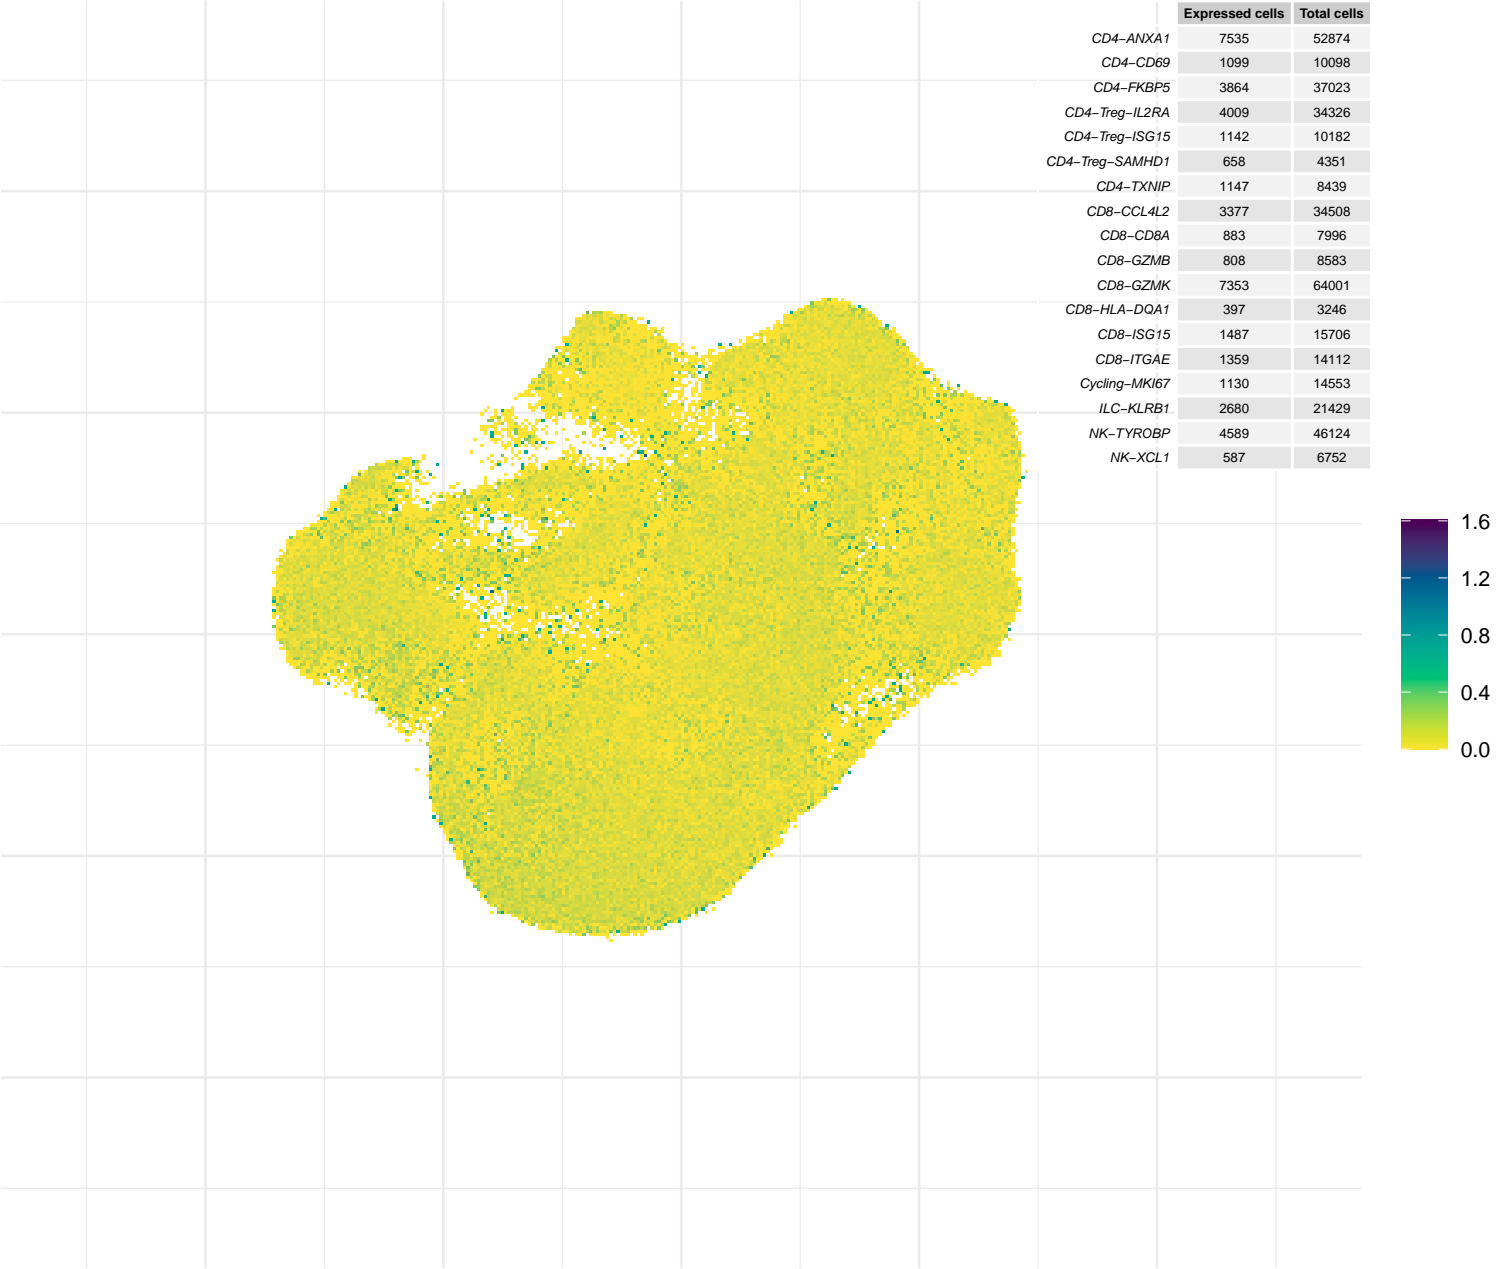 Expressed cells Total cells
CD4−ANXA1 7535 52874
CD4−CD69 1099 10098
CD4−FKBP5 3864 37023
CD4−Treg−IL2RA 4009 34326
CD4−Treg−ISG15 1142 10182
CD4−Treg−SAMHD1 658 4351
CD4−TXNIP 1147 8439
CD8−CCL4L2 3377 34508
CD8−CD8A 883 7996
CD8−GZMB 808 8583
CD8−GZMK 7353 64001
CD8−HLA−DQA1 397 3246
CD8−ISG15 1487 15706
CD8−ITGAE 1359 14112
Cycling−MKI67 1130 14553
ILC−KLRB1 2680 21429
NK−TYROBP 4589 46124
NK−XCL1 587 6752
1.6
1.2
0.8
0.4
0.0